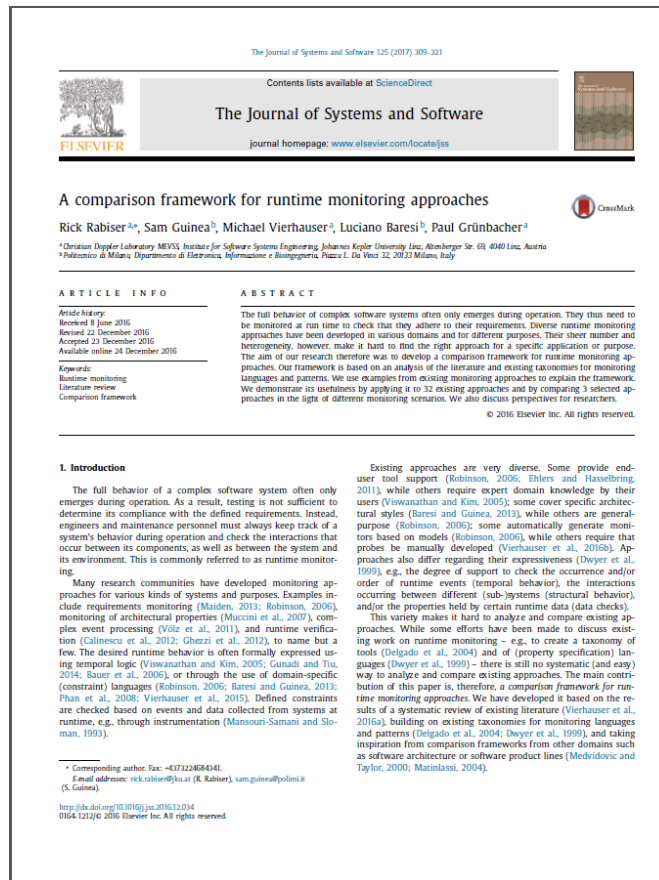 The Journal of Systems and Software 125 (2017) 309–321
Contents lists available at ScienceDirect
The Journal of Systems and Software
journal homepage: www.elsevier.com/locate/jss
ELSEVIER
A comparison framework for runtime monitoring approaches
CrossMark
Rick Rabiser a,*, Sam Guinea b, Michael Vierhauser a, Luciano Baresi b, Paul Grünbacher a
a Christian Doppler Laboratory MEVSS, Institute for Software Systems Engineering, Johannes Kepler University Linz, Altenberger Str. 69, 4040 Linz, Austria
b Politecnico di Milano, Dipartimento di Elettronica, Informazione e Bioingegneria, Piazza L. Da Vinci 32, 20133 Milano, Italy
ARTICLE INFO
Article history:
Received 8 June 2016
Revised 22 December 2016
Accepted 23 December 2016
Available online 24 December 2016
Keywords:
Runtime monitoring
Literature review
Comparison framework
ABSTRACT
The full behavior of complex software systems often only emerges during operation. They thus need to
be monitored at run time to check that they adhere to their requirements. Diverse runtime monitoring
approaches have been developed in various domains and for different purposes. Their sheer number and
heterogeneity, however, make it hard to find the right approach for a specific application or purpose.
The aim of our research therefore was to develop a comparison framework for runtime monitoring ap-
proaches. Our framework is based on an analysis of the literature and existing taxonomies for monitoring
languages and patterns. We use examples from existing monitoring approaches to explain the framework.
We demonstrate its usefulness by applying it to 32 existing approaches and by comparing 3 selected ap-
proaches in the light of different monitoring scenarios. We also discuss perspectives for researchers.
© 2016 Elsevier Inc. All rights reserved.
1. Introduction
The full behavior of a complex software system often only
emerges during operation. As a result, testing is not sufficient to
determine its compliance with the defined requirements. Instead,
engineers and maintenance personnel must always keep track of a
system's behavior during operation and check the interactions that
occur between its components, as well as between the system and
its environment. This is commonly referred to as runtime monitor-
ing.
Many research communities have developed monitoring ap-
proaches for various kinds of systems and purposes. Examples in-
clude requirements monitoring (Maiden, 2013; Robinson, 2006),
monitoring of architectural properties (Muccini et al., 2007), com-
plex event processing (Völz et al., 2011), and runtime verifica-
tion (Calinescu et al., 2012; Ghezzi et al., 2012), to name but a
few. The desired runtime behavior is often formally expressed us-
ing temporal logic (Viswanathan and Kim, 2005; Gunadi and Tiu,
2014; Bauer et al., 2006), or through the use of domain-specific
(constraint) languages (Robinson, 2006; Baresi and Guinea, 2013;
Phan et al., 2008; Vierhauser et al., 2015). Defined constraints
are checked based on events and data collected from systems at
runtime, e.g., through instrumentation (Mansouri-Samani and Slo-
man, 1993).
* Corresponding author. Fax: +4373224684341.
E-mail addresses: rick.rabiser@jku.at (R. Rabiser), sam.guinea@polimi.it
(S. Guinea).
Existing approaches are very diverse. Some provide end-
user tool support (Robinson, 2006; Ehlers and Hasselbring,
2011), while others require expert domain knowledge by their
users (Viswanathan and Kim, 2005); some cover specific architec-
tural styles (Baresi and Guinea, 2013), while others are general-
purpose (Robinson, 2006); some automatically generate moni-
tors based on models (Robinson, 2006), while others require that
probes be manually developed (Vierhauser et al., 2016b). Ap-
proaches also differ regarding their expressiveness (Dwyer et al.,
1999), e.g., the degree of support to check the occurrence and/or
order of runtime events (temporal behavior), the interactions
occurring between different (sub-)systems (structural behavior),
and/or the properties held by certain runtime data (data checks).
This variety makes it hard to analyze and compare existing ap-
proaches. While some efforts have been made to discuss exist-
ing work on runtime monitoring – e.g., to create a taxonomy of
tools (Delgado et al., 2004) and of (property specification) lan-
guages (Dwyer et al., 1999) – there is still no systematic (and easy)
way to analyze and compare existing approaches. The main contri-
bution of this paper is, therefore, a comparison framework for run-
time monitoring approaches. We have developed it based on the re-
sults of a systematic review of existing literature (Vierhauser et al.,
2016a), building on existing taxonomies for monitoring languages
and patterns (Delgado et al., 2004; Dwyer et al., 1999), and taking
inspiration from comparison frameworks from other domains such
as software architecture or software product lines (Medvidovic and
Taylor, 2000; Matinlassi, 2004).
http://dx.doi.org/10.1016/j.jss.2016.12.034
0164-1212/© 2016 Elsevier Inc. All rights reserved.